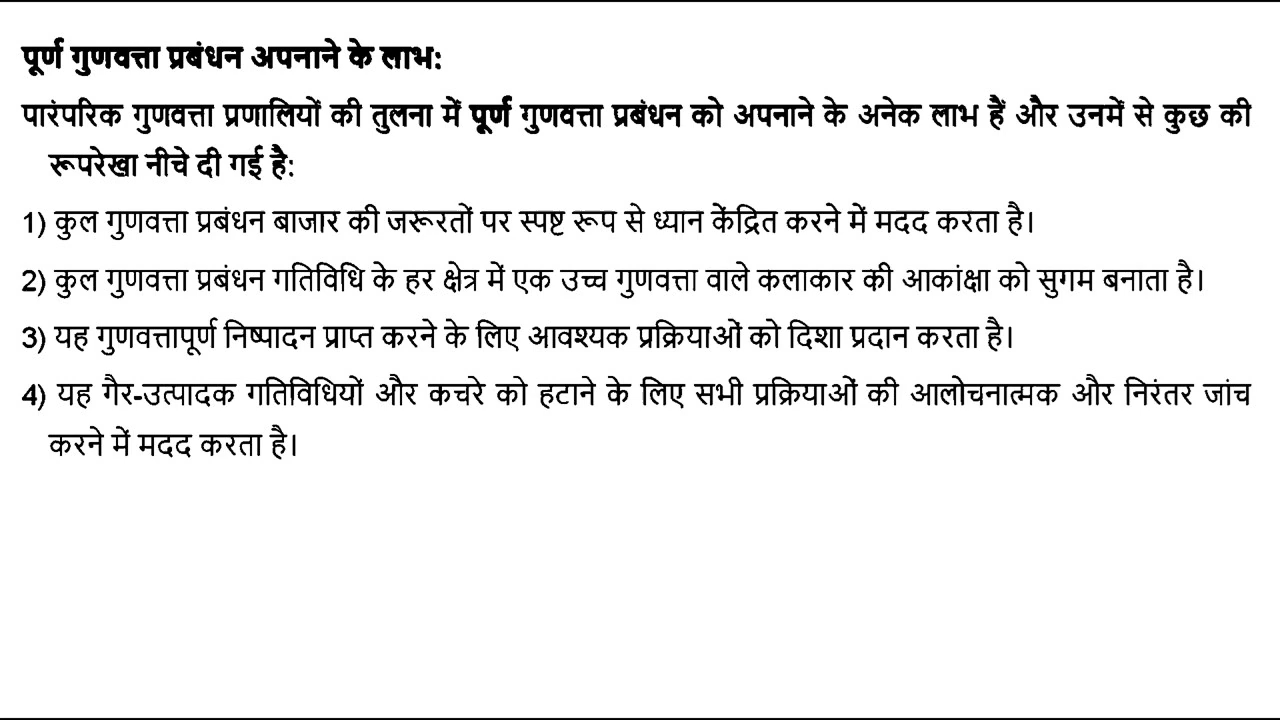 पूर्ण गुणवत्ता प्रबंधन अपनाने के लाभ:
पारंपरिक गुणवत्ता प्रणालियों की तुलना में पूर्ण गुणवत्ता प्रबंधन को अपनाने के अनेक लाभ हैं और उनमें से कुछ की
रूपरेखा नीचे दी गई है:
1) कुल गुणवत्ता प्रबंधन बाजार की जरूरतों पर स्पष्ट रूप से ध्यान केंद्रित करने में मदद करता है।
2) कुल गुणवत्ता प्रबंधन गतिविधि के हर क्षेत्र में एक उच्च गुणवत्ता वाले कलाकार की आकांक्षा को सुगम बनाता है।
3) यह गुणवत्तापूर्ण निष्पादन प्राप्त करने के लिए आवश्यक प्रक्रियाओं को दिशा प्रदान करता है।
4) यह गैर-उत्पादक गतिविधियों और कचरे को हटाने के लिए सभी प्रक्रियाओं की आलोचनात्मक और निरंतर जांच
करने में मदद करता है।